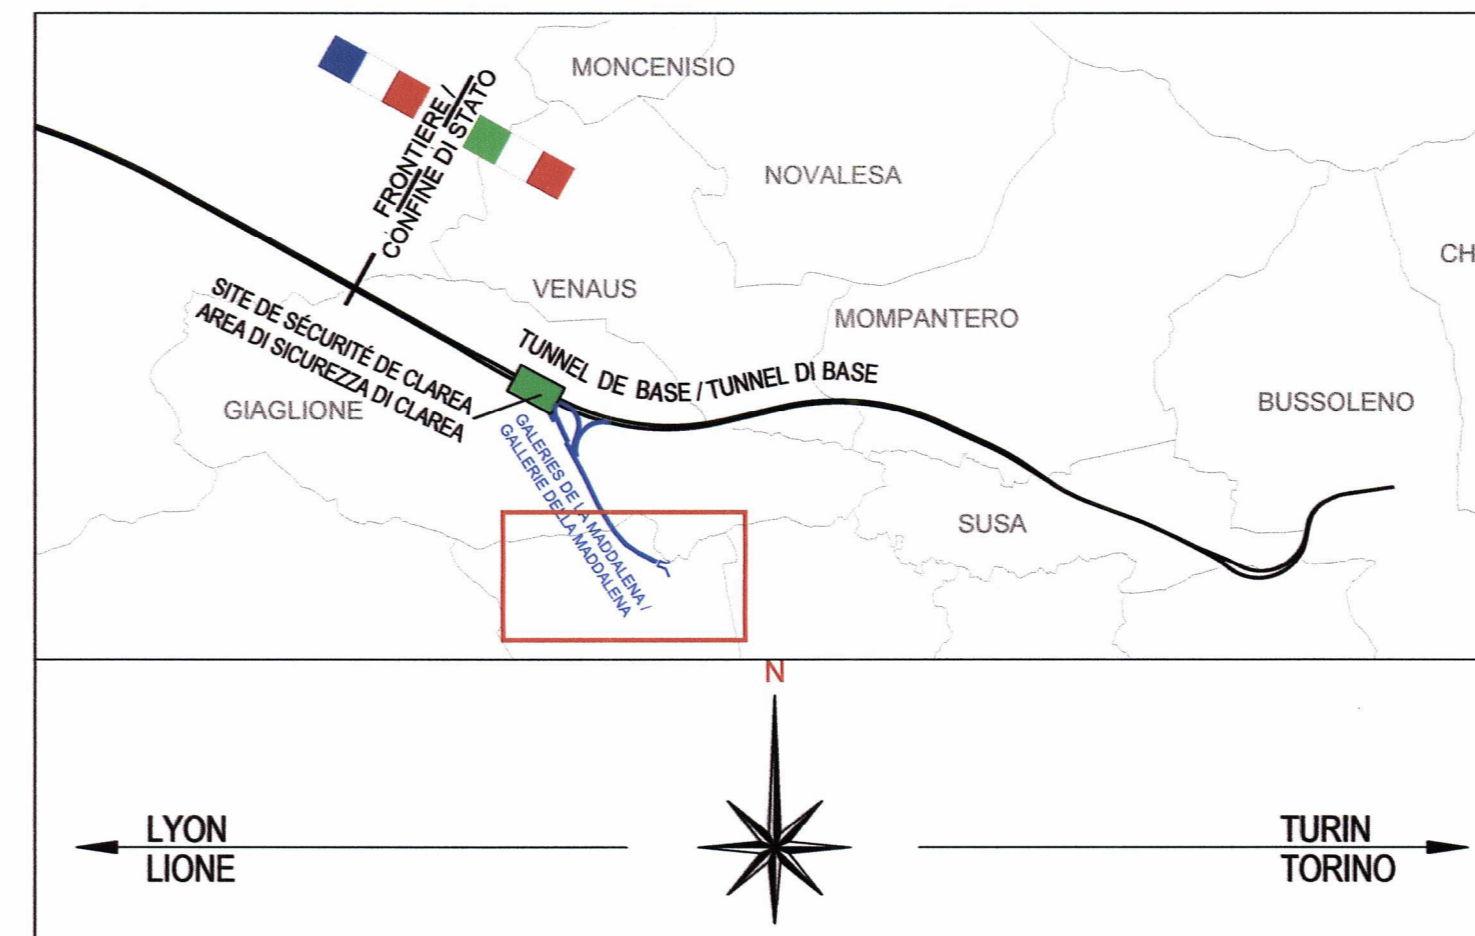 MONCENISIO
FRONTIERE /
CONFINE DI STATO
NOVALESA
CH
VENAUS
SITE DE SÉCURITÉ DE CLAREA
AREA DI SICUREZZA DI CLAREA
TUNNEL DE BASE / TUNNEL DI BASE
MOMPANTERO
GIAGLIONE
BUSSOLENO
GALERIES DE LA MADDALENA /
GALLERIE DELLA MADDALENA
SUSA
N
LYON
LIONE
TURIN
TORINO